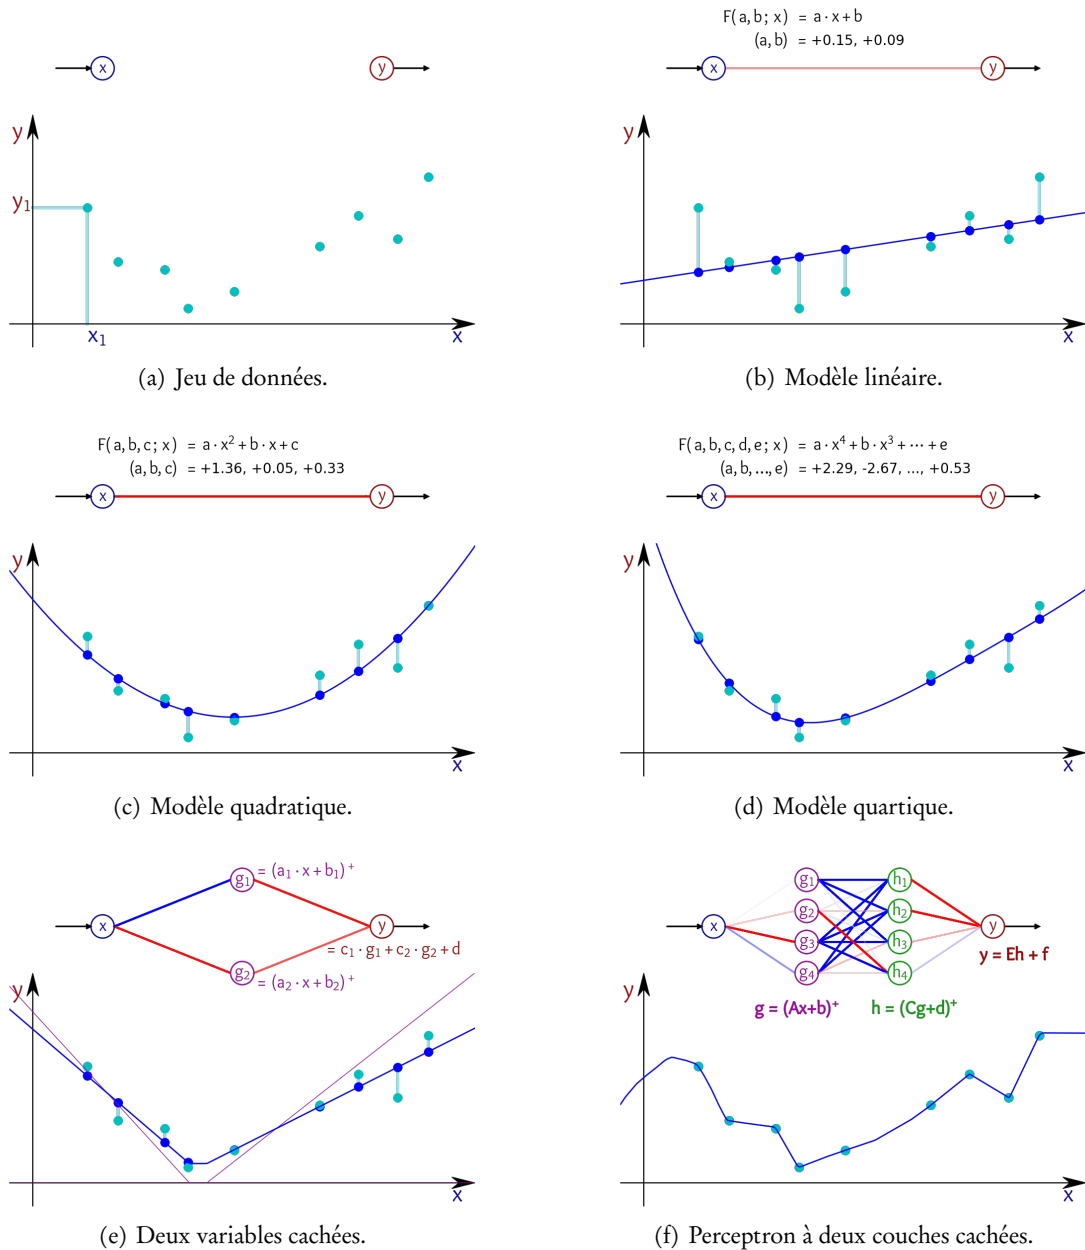 F(a,b; x) = a·x+b
(a,b) = +0.15, +0.09
x y
x y
y
y₁
x₁
x
y
x
(a) Jeu de données.
(b) Modèle linéaire.
F(a,b,c; x) = a·x²+b·x+c
(a,b,c) = +1.36, +0.05, +0.33
F(a,b,c,d,e; x) = a·x⁴+b·x³+⋯+e
(a,b,...,e) = +2.29, -2.67, ..., +0.53
x y
x y
y
x
y
x
(c) Modèle quadratique.
(d) Modèle quartique.
g₁ = (a₁·x+b₁)⁺
x y
= c₁·g₁+c₂·g₂+d
g₂ = (a₂·x+b₂)⁺
y
x
g₁ h₁
g₂ h₂
x y
g₃ h₃
y = Eh + f
g₄ h₄
g = (Ax+b)⁺ h = (Cg+d)⁺
y
x
(e) Deux variables cachées.
(f) Perceptron à deux couches cachées.